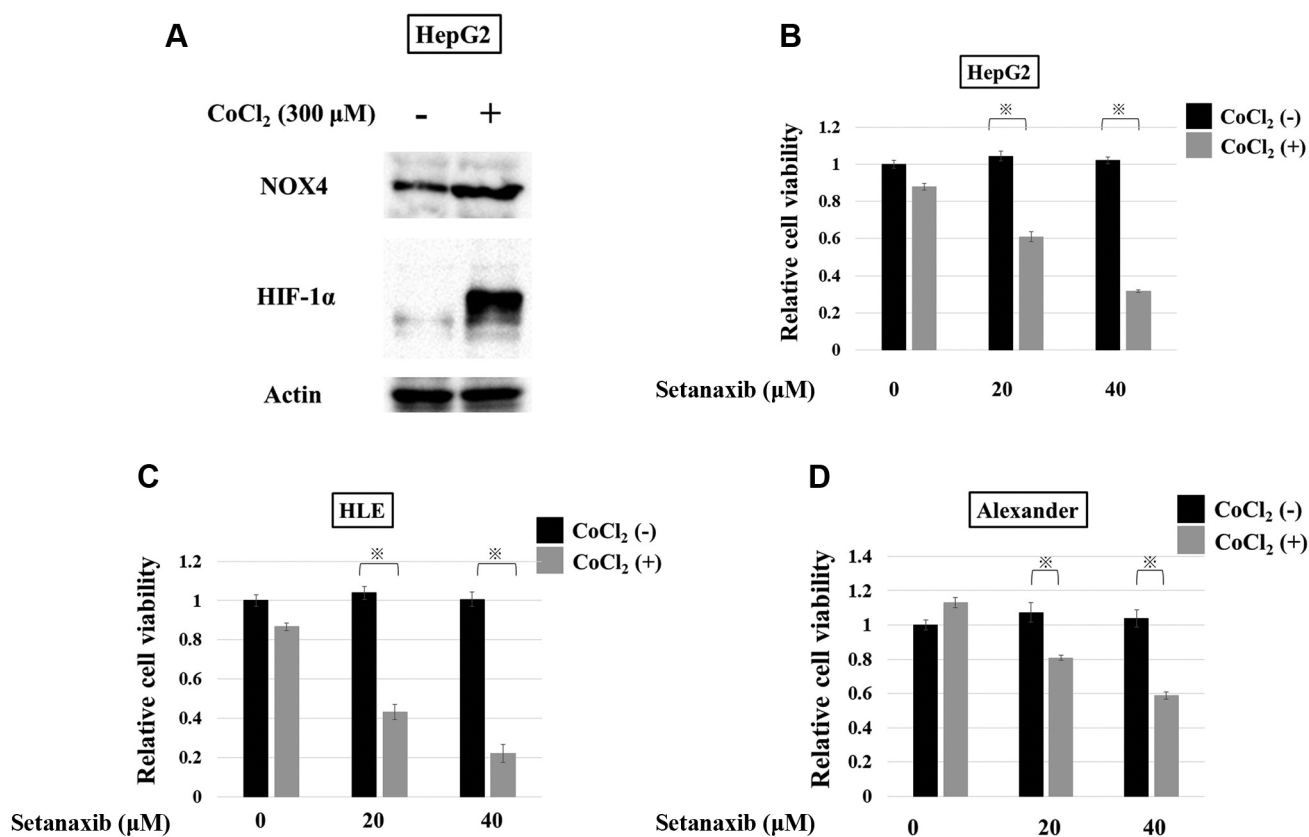 A
HepG2
CoCl₂ (300 μM) - +
NOX4
HIF-1α
Actin
B
HepG2
CoCl₂ (-)
CoCl₂ (+)
※ ※
Relative cell viability
1.2
1
0.8
0.6
0.4
0.2
0
Setanaxib (μM) 0 20 40
C
HLE
CoCl₂ (-)
CoCl₂ (+)
※ ※
Relative cell viability
1.2
1
0.8
0.6
0.4
0.2
0
Setanaxib (μM) 0 20 40
D
Alexander
CoCl₂ (-)
CoCl₂ (+)
※ ※
Relative cell viability
1.4
1.2
1
0.8
0.6
0.4
0.2
0
Setanaxib (μM) 0 20 40